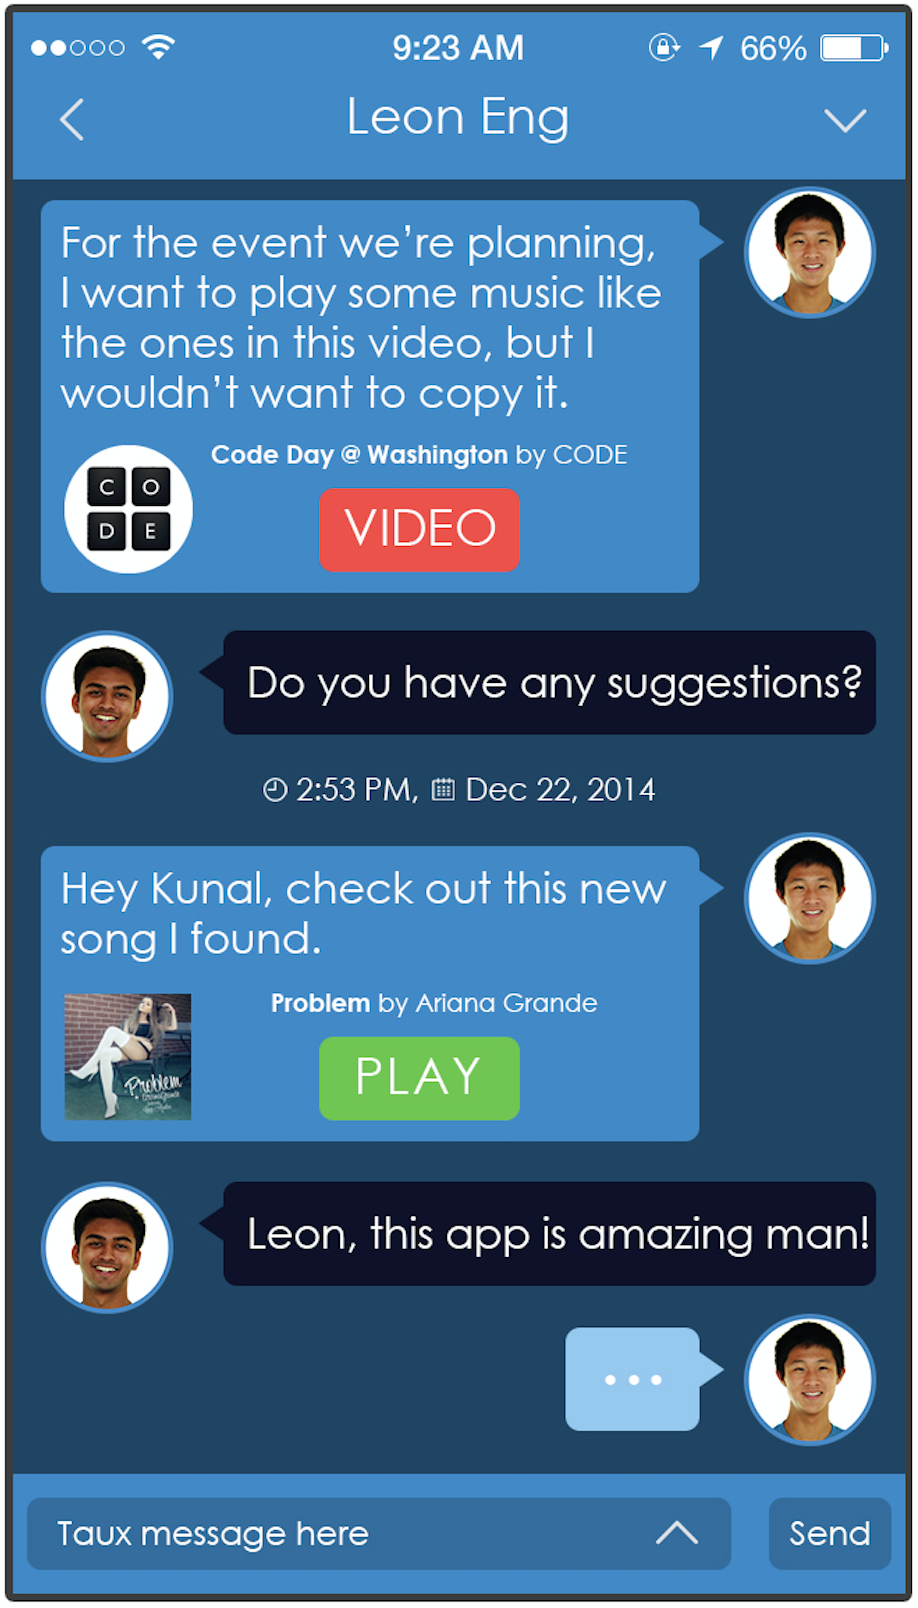 9:23 AM
66%
Leon Eng
For the event we’re planning,
I want to play some music like
the ones in this video, but I
wouldn’t want to copy it.
Code Day @ Washington by CODE
C O
D E
VIDEO
Do you have any suggestions?
2:53 PM, Dec 22, 2014
Hey Kunal, check out this new
song I found.
Problem by Ariana Grande
Problem
PLAY
Leon, this app is amazing man!
Taux message here
Send